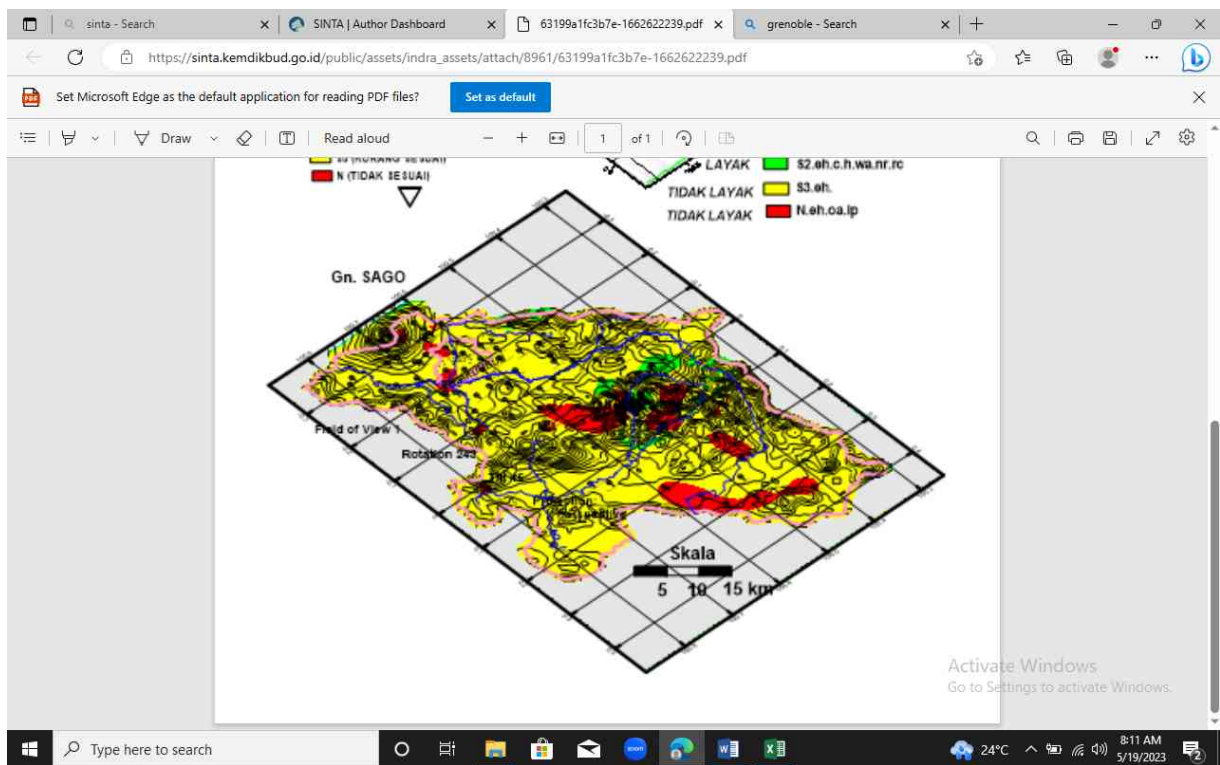 sinta - Search
SINTA | Author Dashboard
63199a1fc3b7e-1662622239.pdf
grenoble - Search
https://sinta.kemdikbud.go.id/public/assets/indra_assets/attach/8961/63199a1fc3b7e-1662622239.pdf
Set Microsoft Edge as the default application for reading PDF files?
Set as default
Draw
Read aloud
1
of 1
N (TIDAK SESUAI)
LAYAK S2.eh.c.h.wa.nr.rc
TIDAK LAYAK S3.eh.
TIDAK LAYAK N.eh.oa.lp
Gn. SAGO
Field of View 1
Rotation 243
Skala
5 10 15 km
Activate Windows
Go to Settings to activate Windows.
Type here to search
zoom
24°C
8:11 AM
5/19/2023
2